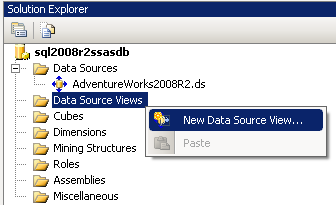 Solution Explorer
sql2008r2ssasdb
Data Sources
AdventureWorks2008R2.ds
Data Source Views
New Data Source View...
Cubes
Paste
Dimensions
Mining Structures
Roles
Assemblies
Miscellaneous